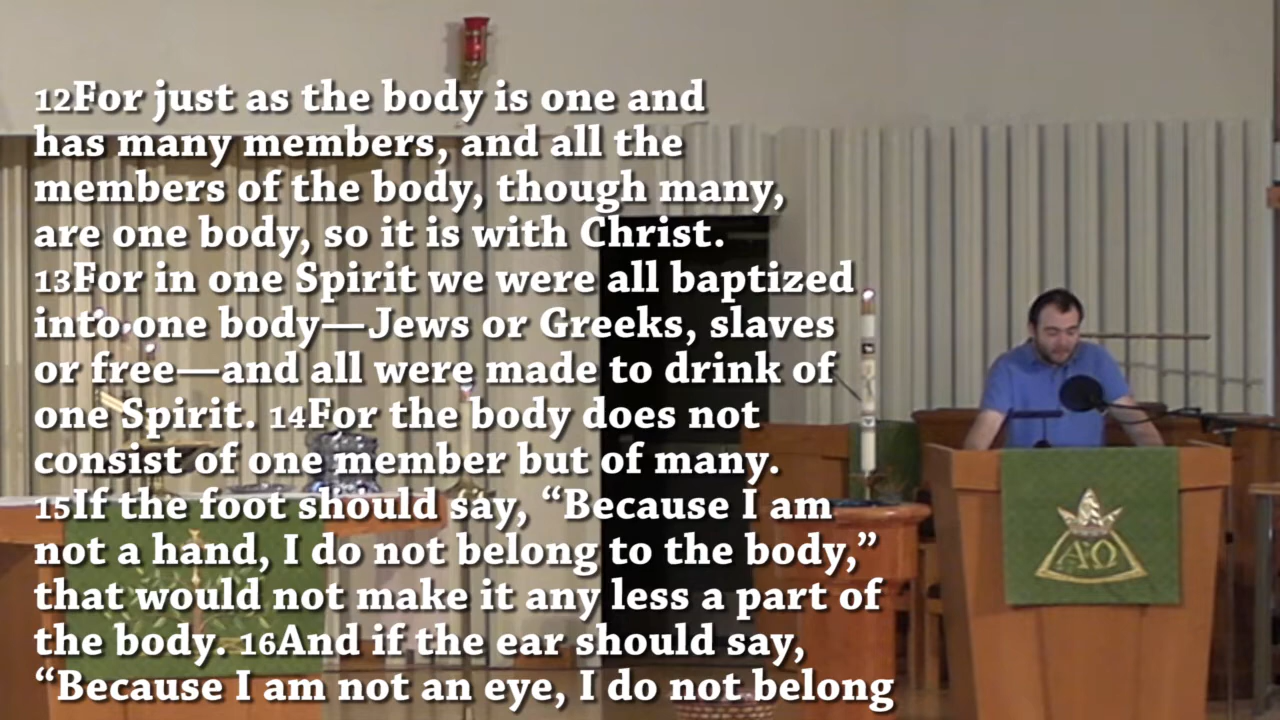 12For just as the body is one and
has many members, and all the
members of the body, though many,
are one body, so it is with Christ.
13For in one Spirit we were all baptized
into one body—Jews or Greeks, slaves
or free—and all were made to drink of
one Spirit. 14For the body does not
consist of one member but of many.
15If the foot should say, “Because I am
not a hand, I do not belong to the body,”
that would not make it any less a part of
the body. 16And if the ear should say,
“Because I am not an eye, I do not belong
ΑΩ